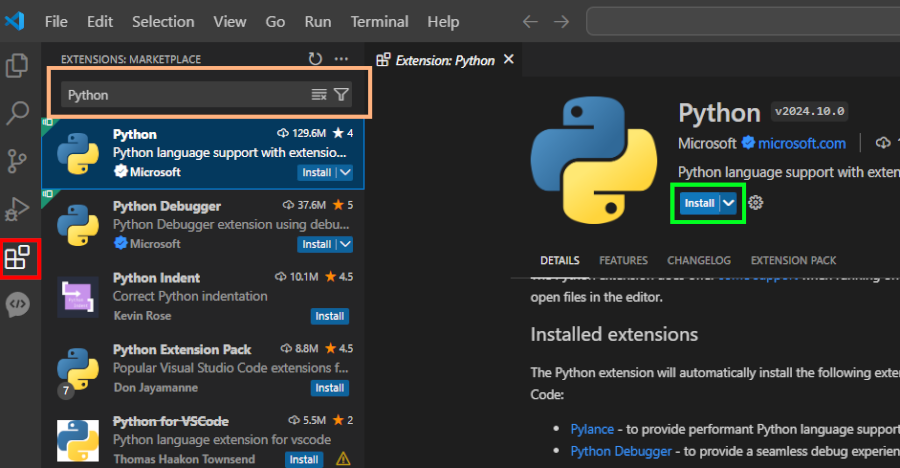 File Edit Selection View Go Run Terminal Help
EXTENSIONS: MARKETPLACE
Python
Python 129.6M 4
Python language support with extensio...
Microsoft Install
Python Debugger 37.6M 5
Python Debugger extension using debu...
Microsoft Install
Python Indent 10.1M 4.5
Correct Python indentation
Kevin Rose Install
Python Extension Pack 8.8M 4.5
Popular Visual Studio Code extensions f...
7
Don Jayamanne Install
Python for VSCode 5.5M 2
Python language extension for vscode
Thomas Haakon Townsend Install
Extension: Python
Python v2024.10.0
Microsoft microsoft.com
Python language support with exten
Install
DETAILS FEATURES CHANGELOG EXTENSION PACK
open files in the editor.
Installed extensions
The Python extension will automatically install the following exte
Code:
• Pylance - to provide performant Python language support
• Python Debugger - to provide a seamless debug experien